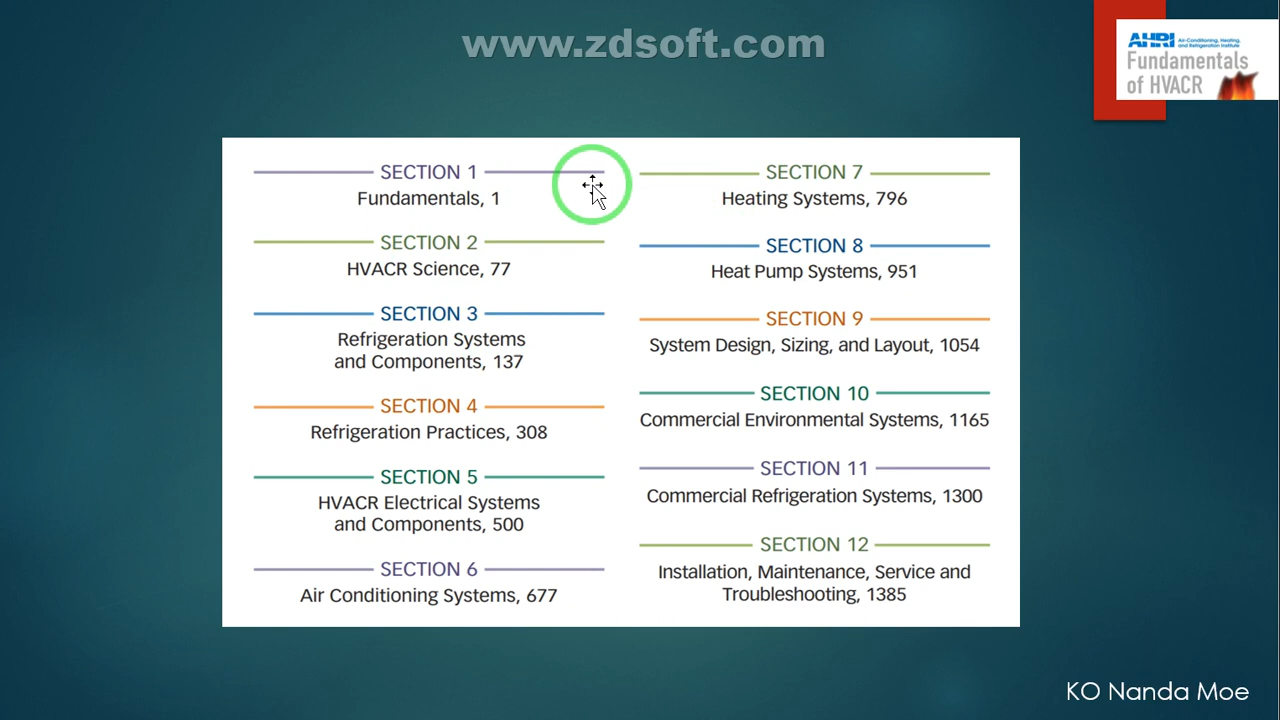 www.zdsoft.com
AHRI Air-Conditioning, Heating,
and Refrigeration Institute
Fundamentals
of HVACR
SECTION 1
Fundamentals, 1
SECTION 2
HVACR Science, 77
SECTION 3
Refrigeration Systems
and Components, 137
SECTION 4
Refrigeration Practices, 308
SECTION 5
HVACR Electrical Systems
and Components, 500
SECTION 6
Air Conditioning Systems, 677
SECTION 7
Heating Systems, 796
SECTION 8
Heat Pump Systems, 951
SECTION 9
System Design, Sizing, and Layout, 1054
SECTION 10
Commercial Environmental Systems, 1165
SECTION 11
Commercial Refrigeration Systems, 1300
SECTION 12
Installation, Maintenance, Service and
Troubleshooting, 1385
KO Nanda Moe